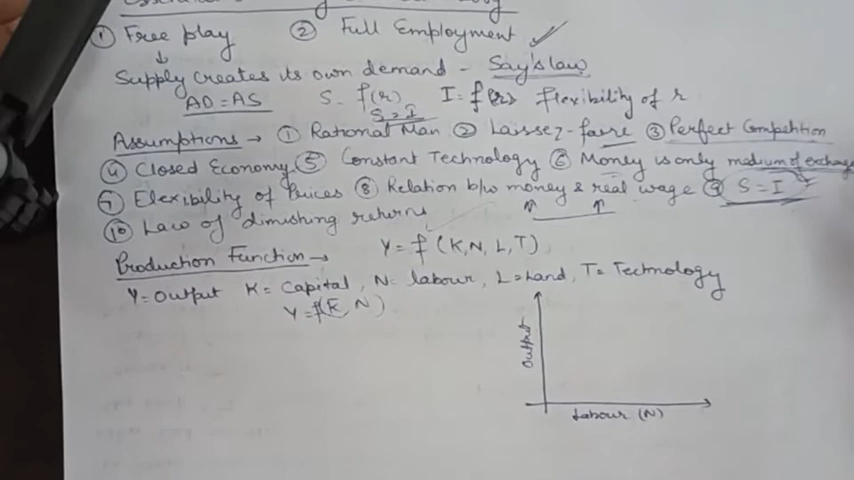 ① Free play ② Full Employment ✓
↓
Supply creates its own demand - Say's law
AD = AS S = f(r) I = f(r) flexibility of r
S = I
Assumptions → ① Rational Man ② Laissez-faire ③ Perfect Competition
④ Closed Economy ⑤ Constant Technology ⑥ Money is only medium of exchange
⑦ Flexibility of Prices ⑧ Relation b/w money & real wage ⑨ S = I
⑩ Law of dimishing returns
Production Function → Y = f (K, N, L, T)
Y = Output K = Capital, N = labour, L = Land, T = Technology
Y = f(K̅, N)
Output
Labour (N)